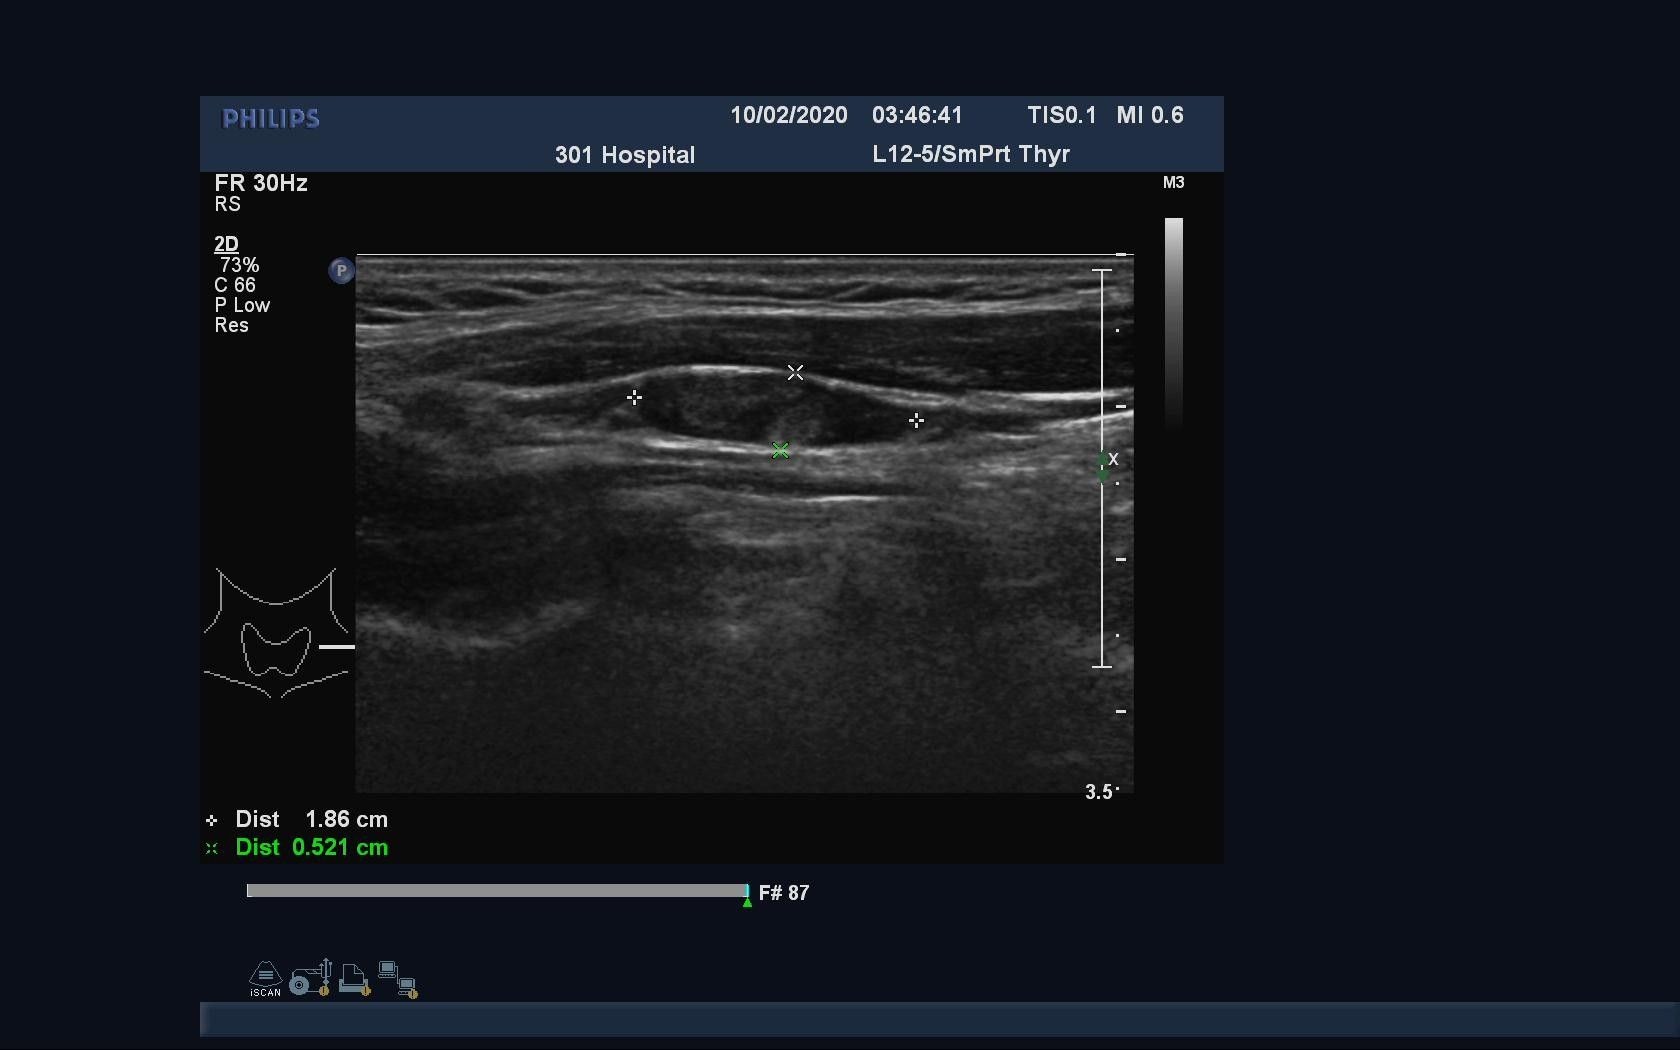 PHILIPS
10/02/2020 03:46:41 TIS0.1 MI 0.6
301 Hospital L12-5/SmPrt Thyr
FR 30Hz
RS
M3
2D
73%
C 66
P Low
Res
P
X
3.5
Dist 1.86 cm
Dist 0.521 cm
F# 87
iSCAN